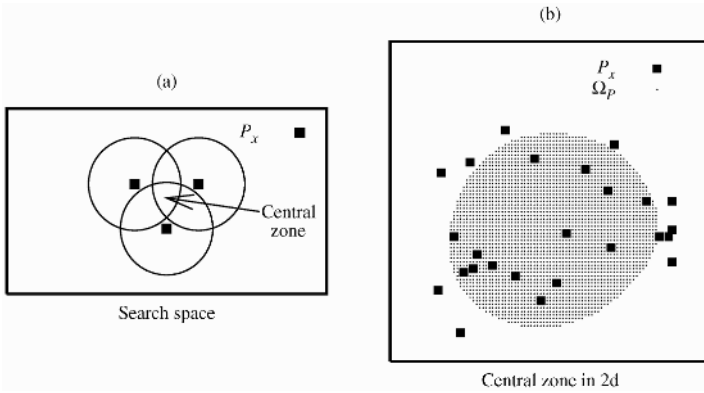 (a)
P_x
Central
zone
Search space
(b)
P_x
Ω_P
Central zone in 2d